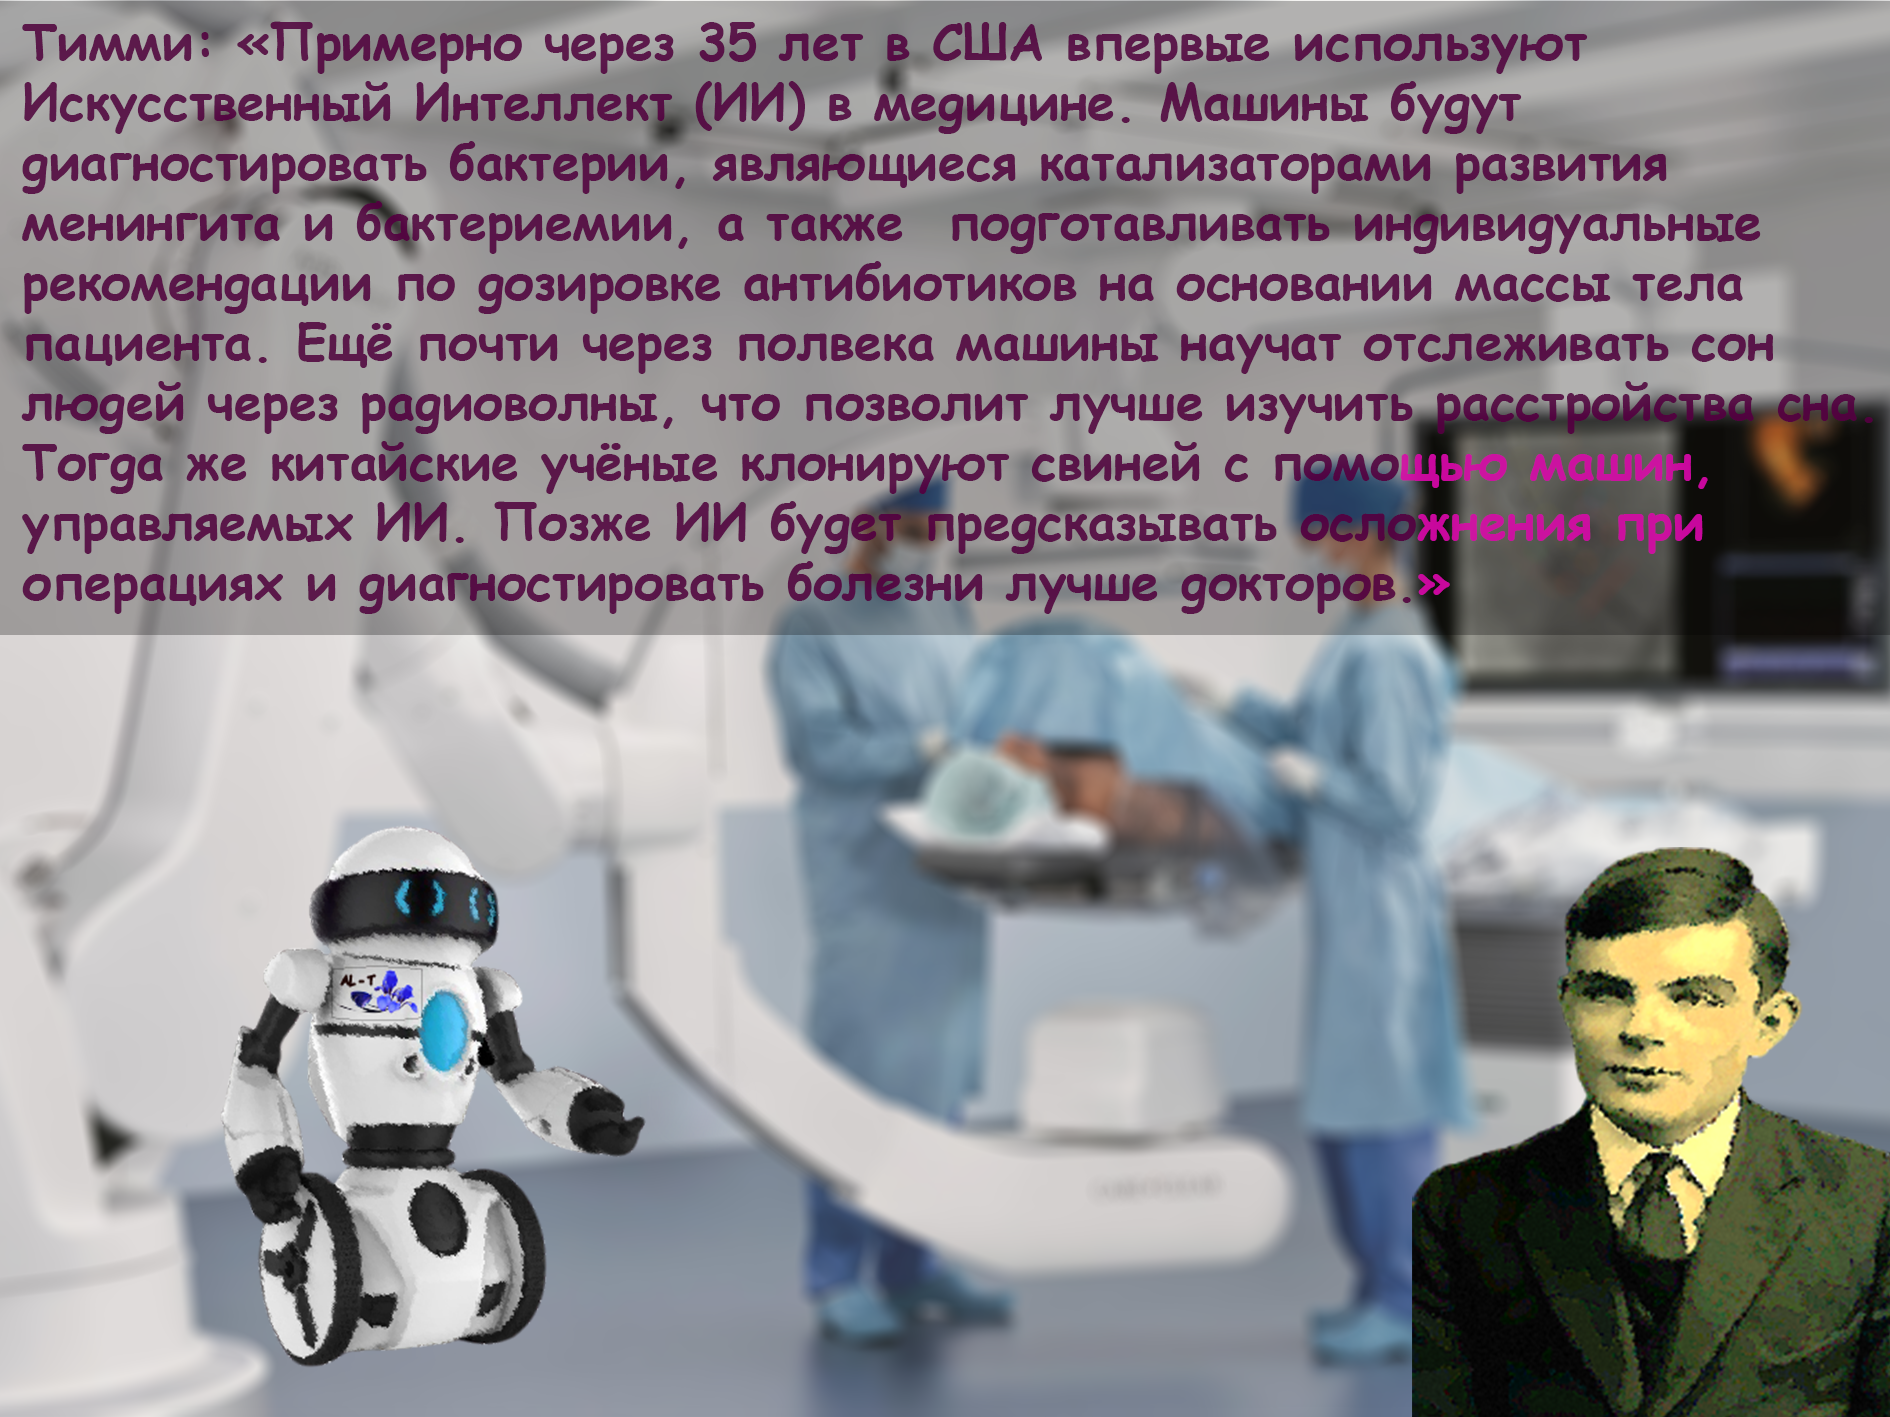 Тимми: «Примерно через 35 лет в США впервые используют
Искусственный Интеллект (ИИ) в медицине. Машины будут
диагностировать бактерии, являющиеся катализаторами развития
менингита и бактериемии, а также подготавливать индивидуальные
рекомендации по дозировке антибиотиков на основании массы тела
пациента. Ещё почти через полвека машины научат отслеживать сон
людей через радиоволны, что позволит лучше изучить расстройства сна.
Тогда же китайские учёные клонируют свиней с помощью машин,
управляемых ИИ. Позже ИИ будет предсказывать осложнения при
операциях и диагностировать болезни лучше докторов.»
AL-T